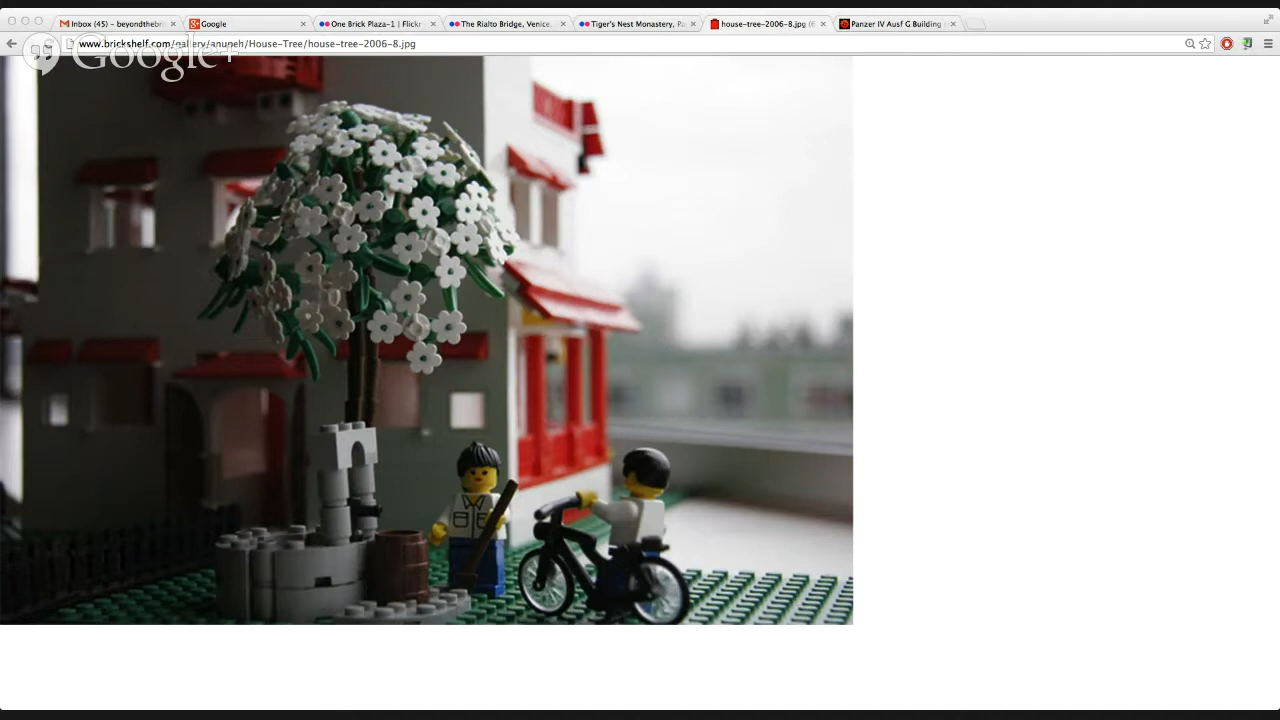 Inbox (45) – beyondthebra
Google
One Brick Plaza-1 | Flickr
The Rialto Bridge, Venice.
Tiger's Nest Monastery, Pa
house-tree-2006-8.jpg (6
Panzer IV Ausf G Building
www.brickshelf.com/gallery/anuneh/House-Tree/house-tree-2006-8.jpg
Google+